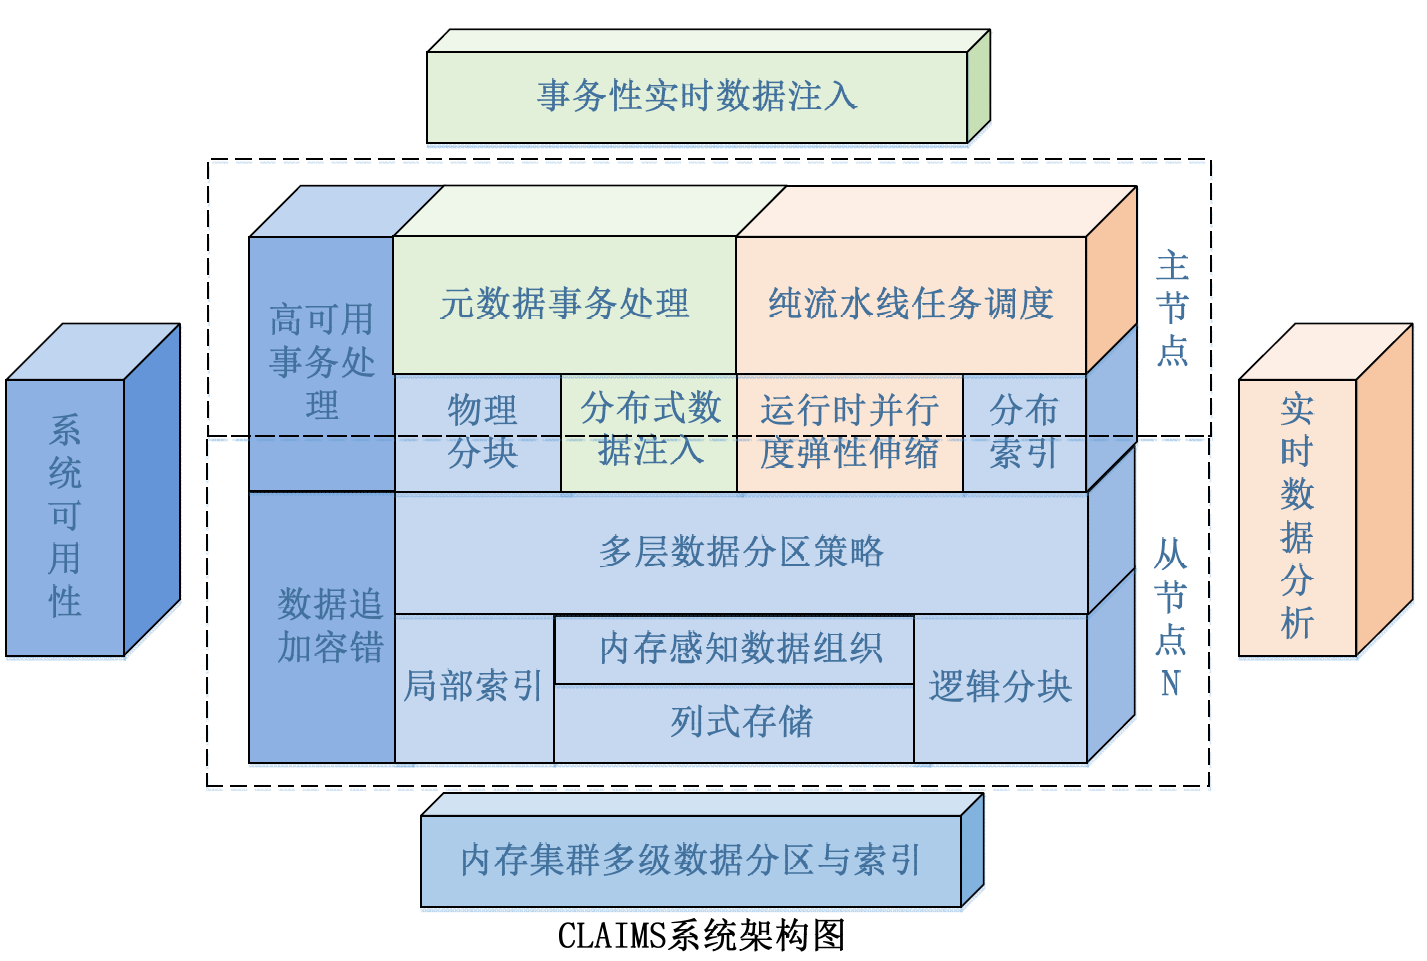 事务性实时数据注入
高可用
事务处
理
元数据事务处理
纯流水线任务调度
主
节
点
物理
分块
分布式数
据注入
运行时并行
度弹性伸缩
分布
索引
系
统
可
用
性
实
时
数
据
分
析
数据追
加容错
多层数据分区策略
从
节
点
N
局部索引
内存感知数据组织
列式存储
逻辑分块
内存集群多级数据分区与索引
CLAIMS系统架构图